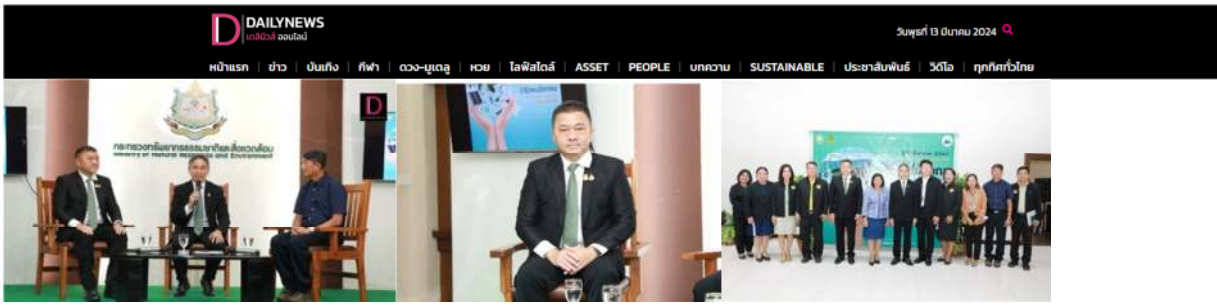 DAILYNEWS
เดลินิวส์ ออนไลน์
วันพุธที่ 13 มีนาคม 2024
หน้าแรก | ข่าว | บันเทิง | กีฬา | ดวง-มูเตลู | หวย | ไลฟ์สไตล์ | ASSET | PEOPLE | บทความ | SUSTAINABLE | ประชาสัมพันธ์ | วิดีโอ | ทุกทิศทั่วไทย
D
กระทรวงทรัพยากรธรรมชาติและสิ่งแวดล้อม
Ministry of Natural Resources and Environment